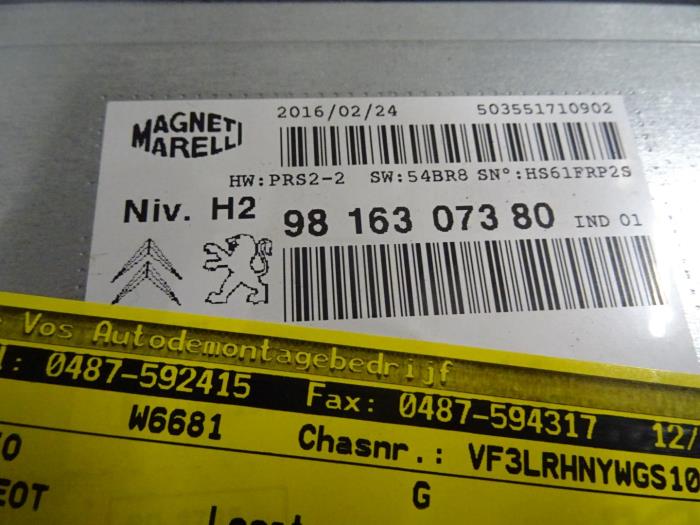 MAGNETI MARELLI
2016/02/24 503551710902
HW:PRS2-2 SW:54BR8 SN°:HS61FRP2S
Niv. H2 98 163 073 80 IND 01
Vos Autodemontagebedrijf
: 0487-592415 Fax: 0487-594317 12/
W6681 Chasnr.: VF3LRHNYWGS10
G